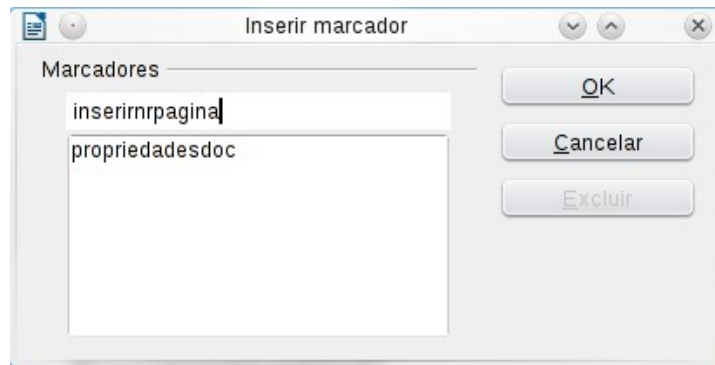 Inserir marcador
Marcadores
inserirnrpagina
propriedadesdoc
OK
Cancelar
Excluir